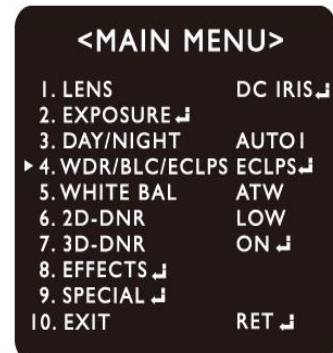 <MAIN MENU>
1. LENS DC IRIS↵
2. EXPOSURE↵
3. DAY/NIGHT AUTO1
▶4. WDR/BLC/ECLPS ECLPS↵
5. WHITE BAL ATW
6. 2D-DNR LOW
7. 3D-DNR ON ↵
8. EFFECTS ↵
9. SPECIAL ↵
10. EXIT RET ↵